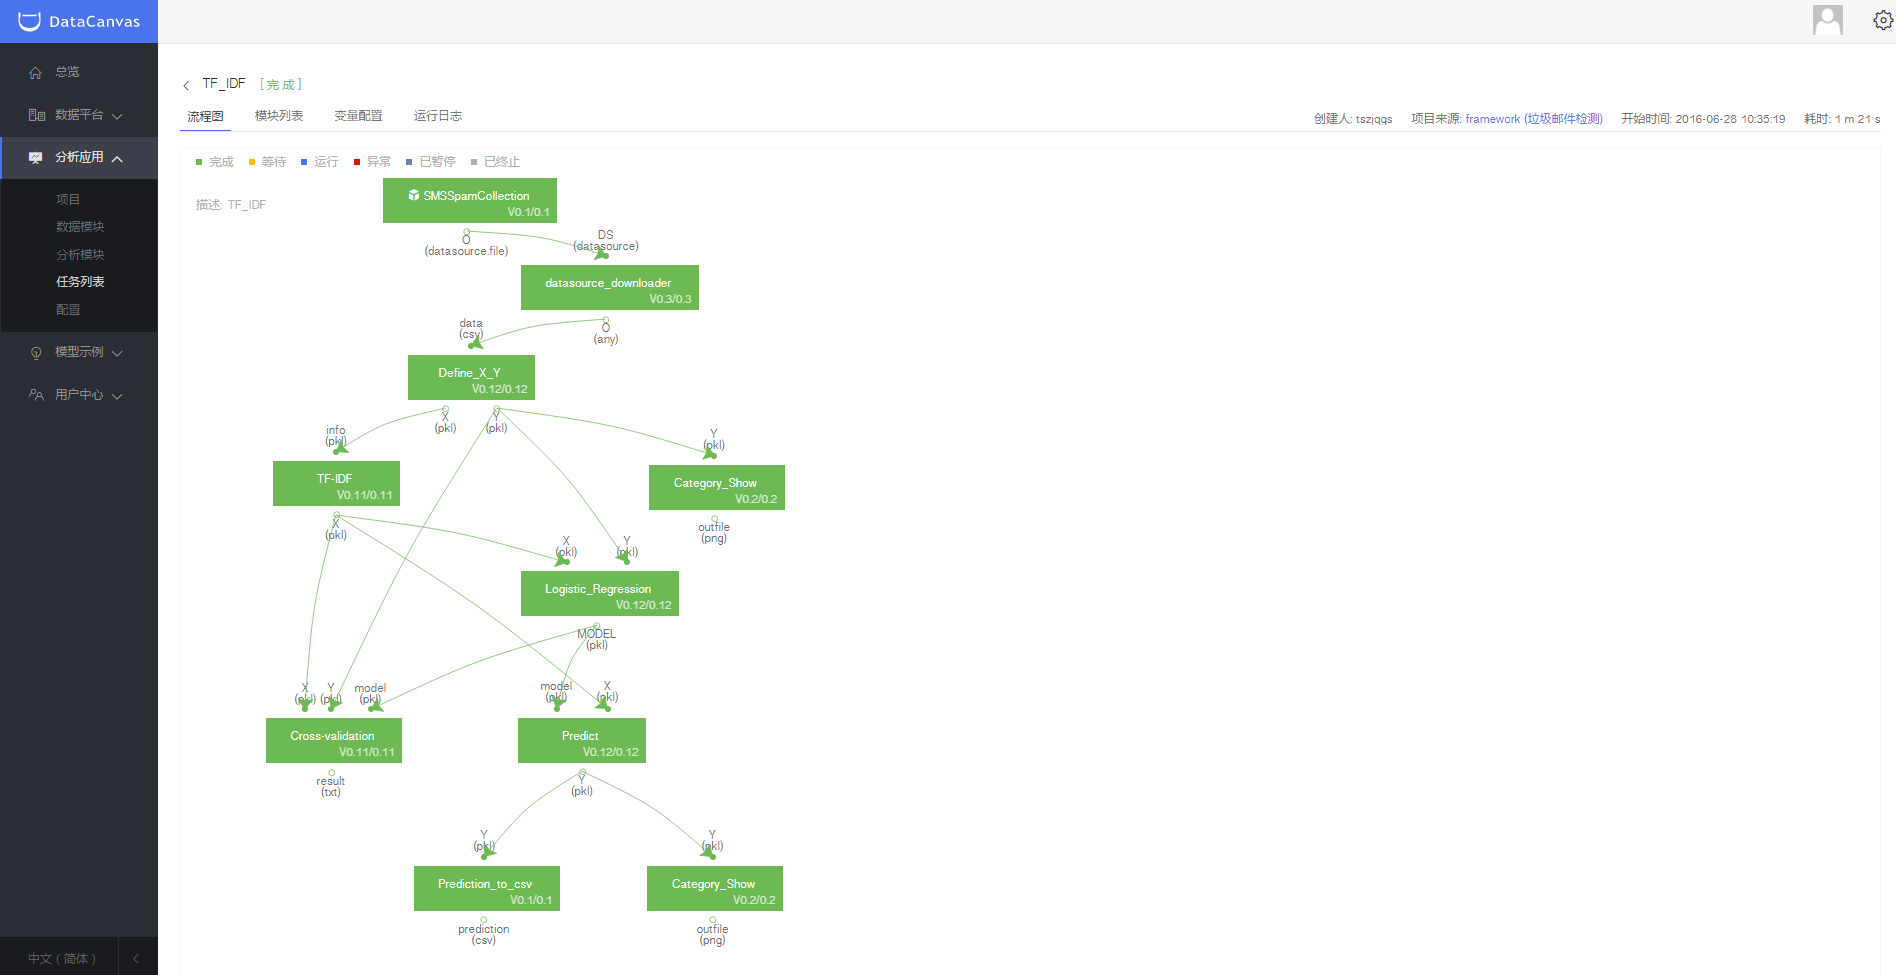 DataCanvas
总览
数据平台
分析应用
项目
数据模块
分析模块
任务列表
配置
模型示例
用户中心
中文 ( 简体 )
TF_IDF [ 完 成 ]
流程图 模块列表 变量配置 运行日志
创建人: tszjqgs 项目来源: framework (垃圾邮件检测) 开始时间: 2016-06-28 10:35:19 耗时: 1 m 21 s
完成 等待 运行 异常 已暂停 已终止
描述: TF_IDF
SMSSpamCollection
V0.1/0.1
O
(datasource.file)
DS
(datasource)
datasource_downloader
V0.3/0.3
data
(csv)
O
(any)
Define_X_Y
V0.12/0.12
X
(pkl)
Y
(pkl)
info
(pkl)
Y
(pkl)
TF-IDF
V0.11/0.11
Category_Show
V0.2/0.2
X
(pkl)
outfile
(png)
X
(pkl)
Y
(pkl)
Logistic_Regression
V0.12/0.12
MODEL
(pkl)
X
(pkl)
Y
(pkl)
model
(pkl)
model
(pkl)
X
(pkl)
Cross-validation
V0.11/0.11
Predict
V0.12/0.12
result
(txt)
Y
(pkl)
Y
(pkl)
Y
(pkl)
Prediction_to_csv
V0.1/0.1
Category_Show
V0.2/0.2
prediction
(csv)
outfile
(png)